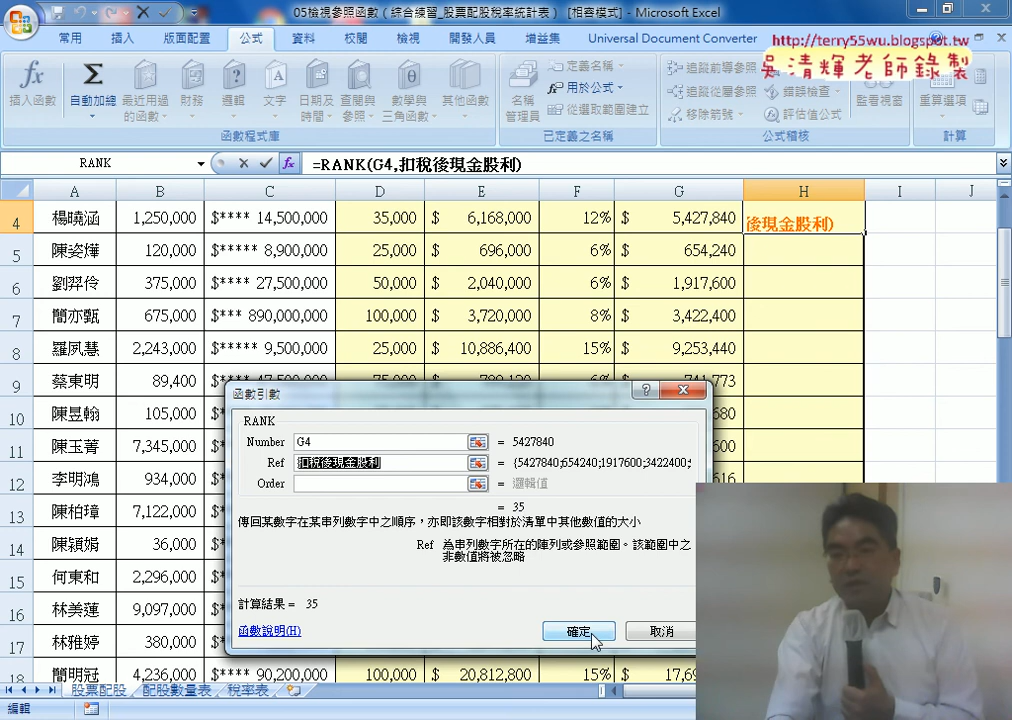 05檢視參照函數（綜合練習_股票配股稅率統計表） [相容模式] - Microsoft Excel
常用 插入 版面配置 公式 資料 校閱 檢視 開發人員 增益集 Universal Document Converter
http://terry55wu.blogspot.tw
吳清輝老師錄製
插入函數 自動加總 最近用過的函數 財務 邏輯 文字 日期及時間 查閱與參照 數學與三角函數 其他函數
函數程式庫
名稱管理員 定義名稱 用於公式 從選取範圍建立
已定義之名稱
追蹤前導參照 追蹤從屬參照 移除箭號 錯誤檢查 評估值公式 監看視窗
公式稽核
重算選項
計算
RANK =RANK(G4,扣稅後現金股利)
A B C D E F G H I J
4 楊曉涵 1,250,000 $**** 14,500,000 35,000 $ 6,168,000 12% $ 5,427,840 後現金股利)
5 陳姿燁 120,000 $***** 8,900,000 25,000 $ 696,000 6% $ 654,240
6 劉羿伶 375,000 $**** 27,500,000 50,000 $ 2,040,000 6% $ 1,917,600
7 簡亦甄 675,000 $*** 890,000,000 100,000 $ 3,720,000 8% $ 3,422,400
8 羅夙慧 2,243,000 $***** 9,500,000 25,000 $ 10,886,400 15% $ 9,253,440
9 蔡東明 89,400
10 陳昱翰 105,000 680
11 陳玉菁 7,345,000 600
12 李明鴻 934,000 616
13 陳柏璋 7,122,000
14 陳穎娟 36,000
15 何東和 2,296,000
16 林美蓮 9,097,000
17 林雅婷 380,000
18 簡明冠 4,236,000 $**** 90,200,000 100,000 $ 20,812,800 15% $ 17,69
函數引數
RANK
Number G4 = 5427840
Ref 扣稅後現金股利 = {5427840;654240;1917600;3422400;
Order = 邏輯值
= 35
傳回某數字在某串列數字中之順序，亦即該數字相對於清單中其他數值的大小
Ref 為串列數字所在的陣列或參照範圍。該範圍中之
非數值將被忽略
計算結果 = 35
函數說明(H) 確定 取消
股票配股 配股數量表 稅率表
編輯